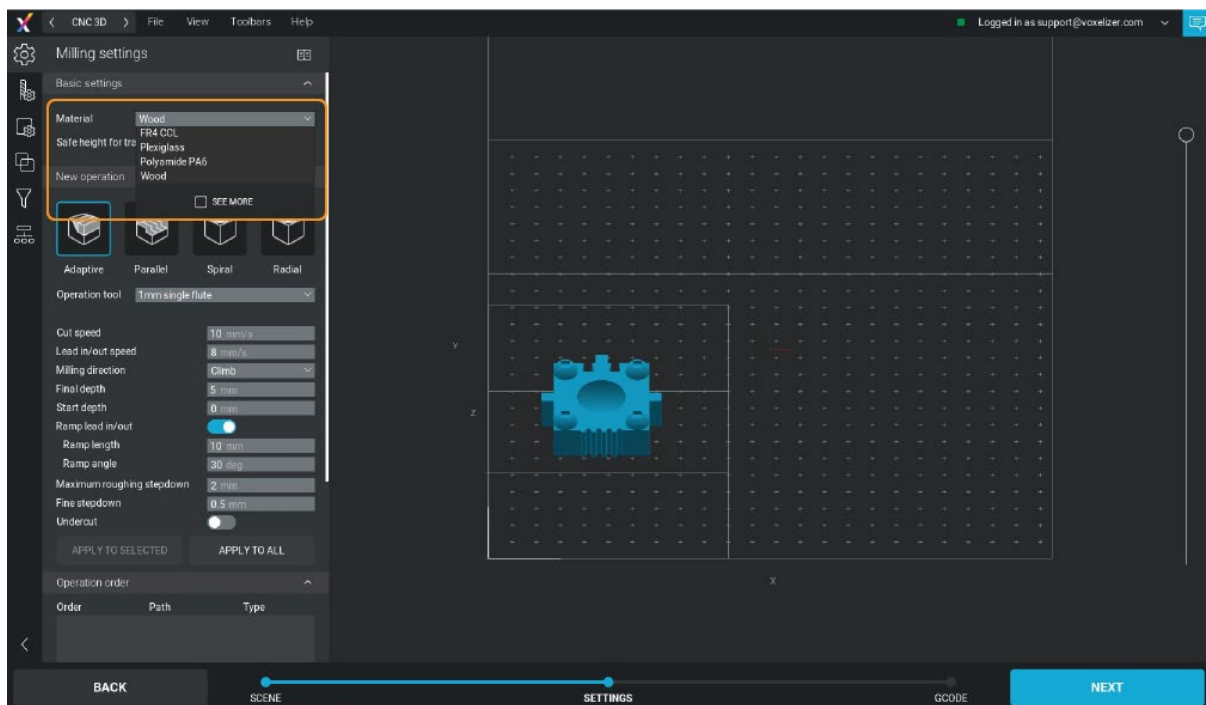 CNC 3D File View Toolbars Help Logged in as support@voxelizer.com
Milling settings
Basic settings
Material Wood
FR4 CCL
Safe height for tra Plexiglass
Polyamide PA6
New operation Wood
SEE MORE
Adaptive Parallel Spiral Radial
Operation tool 1mm single flute
Cut speed 10 mm/s
Lead in/out speed 8 mm/s
Milling direction Climb
Final depth 5 mm
Start depth 0 mm
Ramp lead in/out
Ramp length 10 mm
Ramp angle 30 deg
Maximum roughing stepdown 2 mm
Fine stepdown 0.5 mm
Undercut
APPLY TO SELECTED APPLY TO ALL
Operation order
Order Path Type
Y
Z
X
BACK SCENE SETTINGS GCODE NEXT